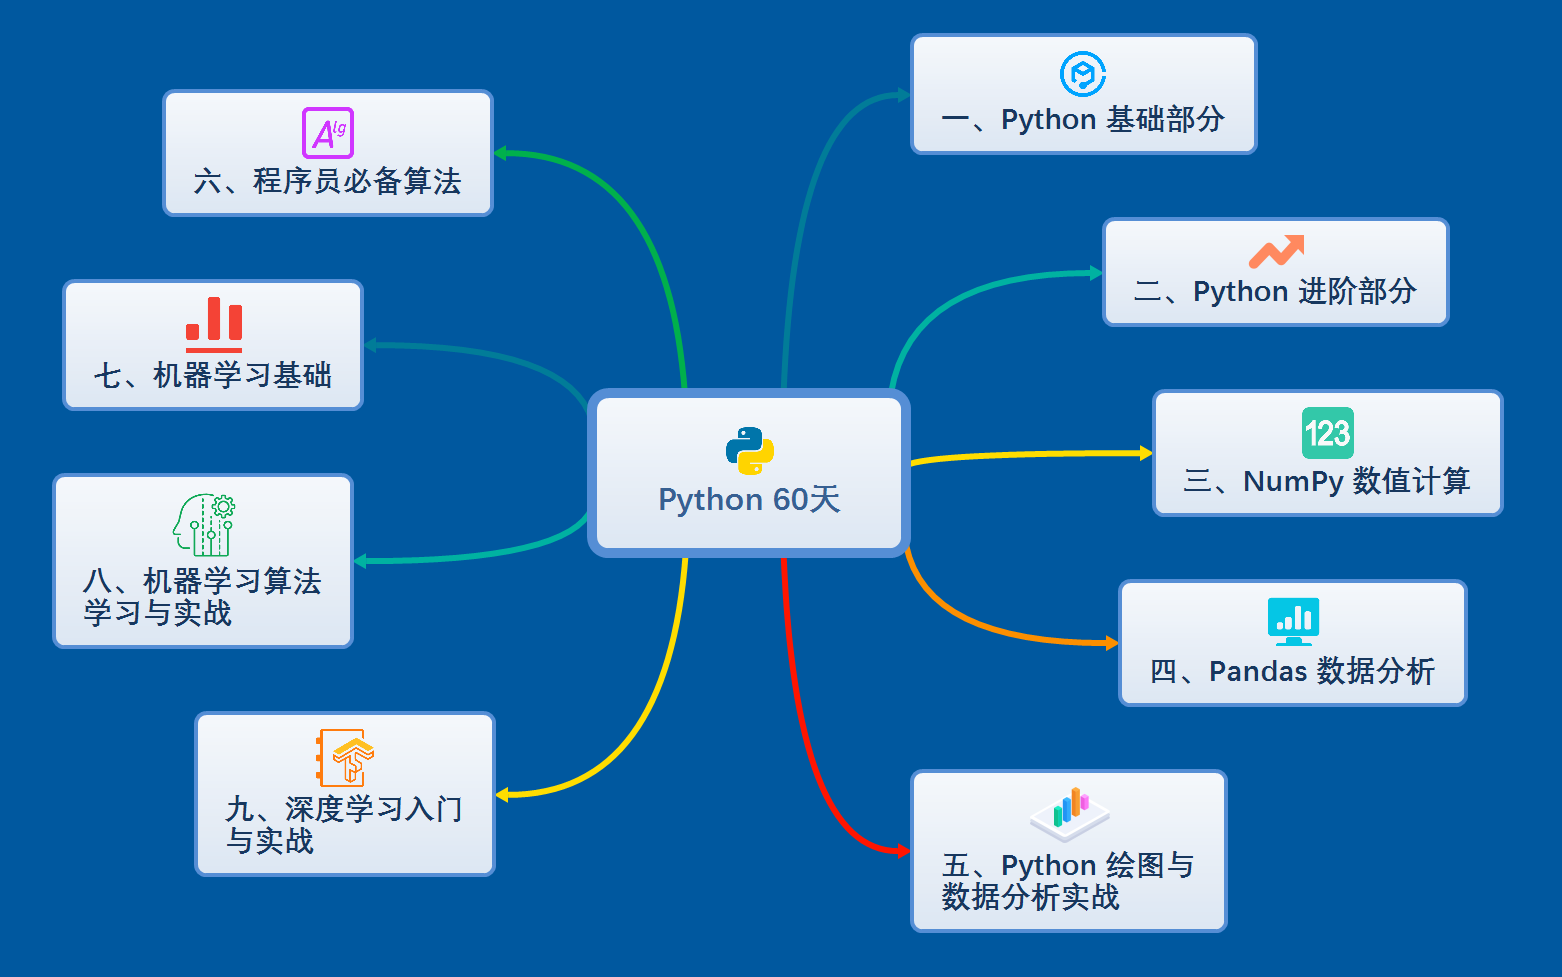 Python 60天
一、Python 基础部分
二、Python 进阶部分
123
三、NumPy 数值计算
四、Pandas 数据分析
五、Python 绘图与
数据分析实战
Alg
六、程序员必备算法
七、机器学习基础
八、机器学习算法
学习与实战
九、深度学习入门
与实战